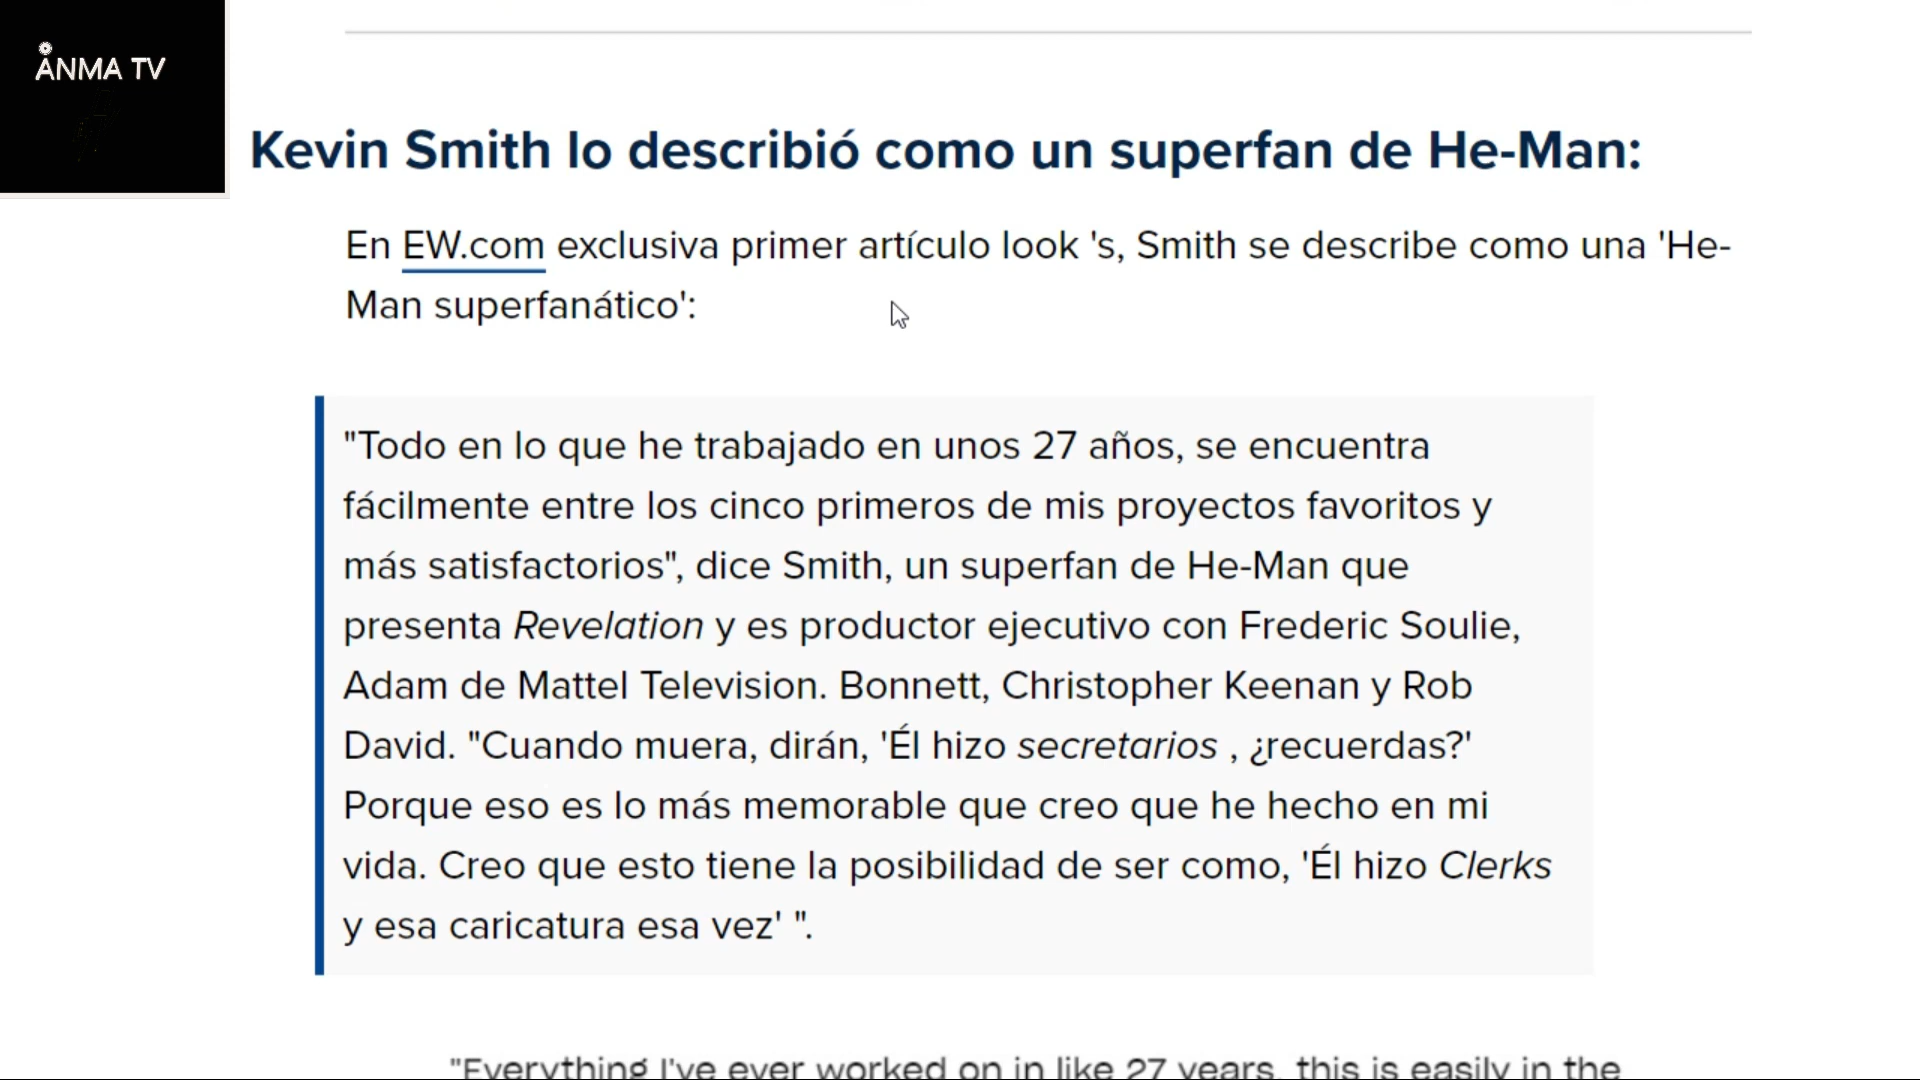 ANMA TV
Kevin Smith lo describió como un superfan de He-Man:
En EW.com exclusiva primer artículo look 's, Smith se describe como una 'He-
Man superfanático':
"Todo en lo que he trabajado en unos 27 años, se encuentra
fácilmente entre los cinco primeros de mis proyectos favoritos y
más satisfactorios", dice Smith, un superfan de He-Man que
presenta Revelation y es productor ejecutivo con Frederic Soulie,
Adam de Mattel Television. Bonnett, Christopher Keenan y Rob
David. "Cuando muera, dirán, 'Él hizo secretarios , ¿recuerdas?'
Porque eso es lo más memorable que creo que he hecho en mi
vida. Creo que esto tiene la posibilidad de ser como, 'Él hizo Clerks
y esa caricatura esa vez' ".
"Everything I've ever worked on in like 27 years, this is easily in the